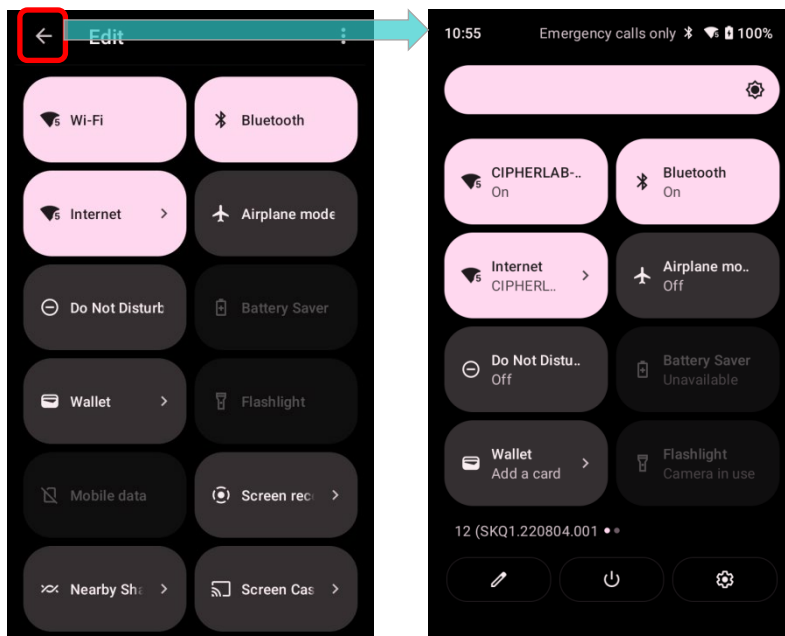 Edit
Wi-Fi
Bluetooth
Internet
Airplane mode
Do Not Disturb
Battery Saver
Wallet
Flashlight
Mobile data
Screen rec
Nearby Sha
Screen Cas
10:55 Emergency calls only 100%
CIPHERLAB-..
On
Bluetooth
On
Internet
CIPHERL..
Airplane mo..
Off
Do Not Distu..
Off
Battery Saver
Unavailable
Wallet
Add a card
Flashlight
Camera in use
12 (SKQ1.220804.001